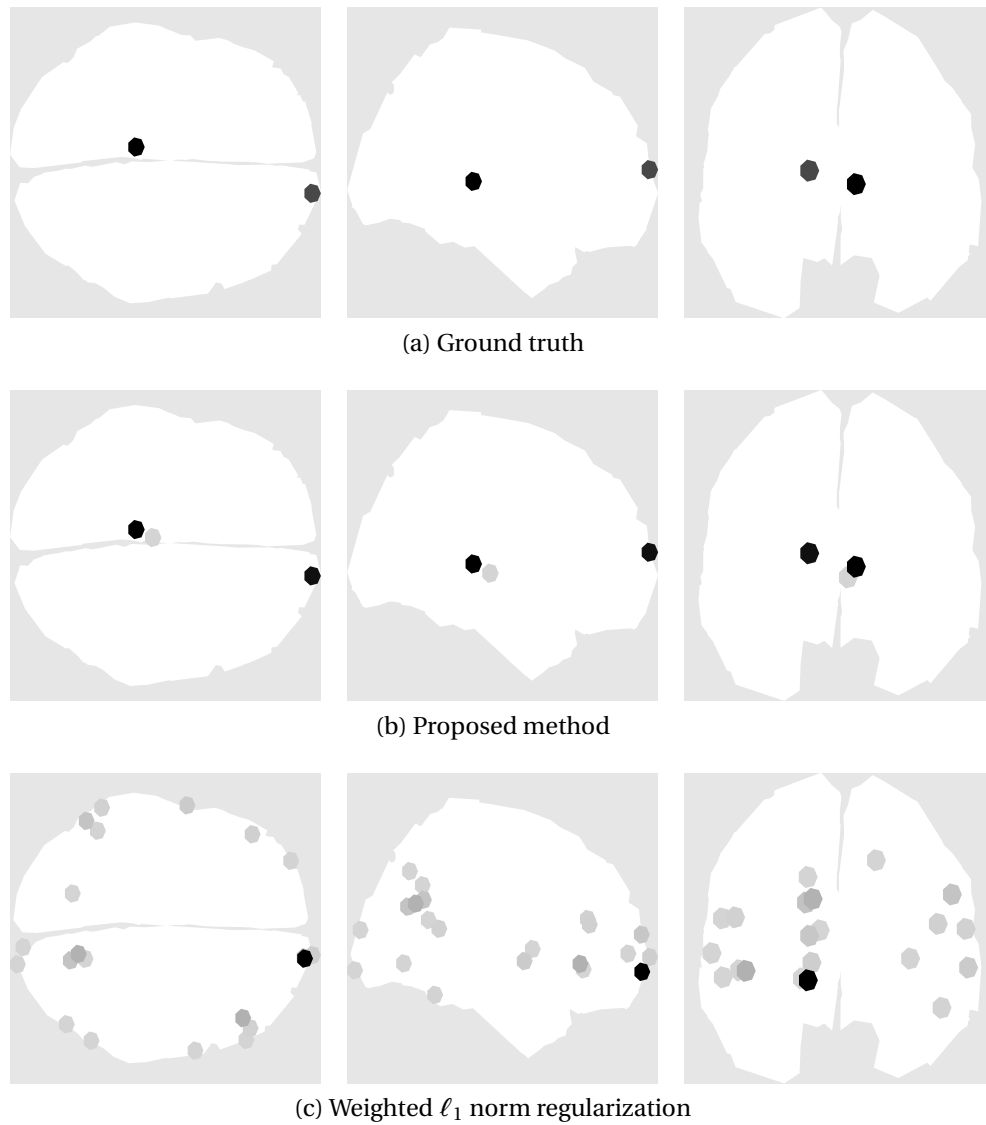 (a) Ground truth
(b) Proposed method
(c) Weighted ℓ₁ norm regularization